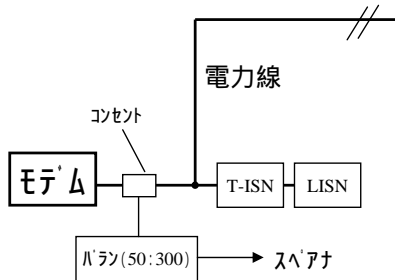 電力線
コンセント
モデム
T-ISN
LISN
バラン(50:300)
スペアナ